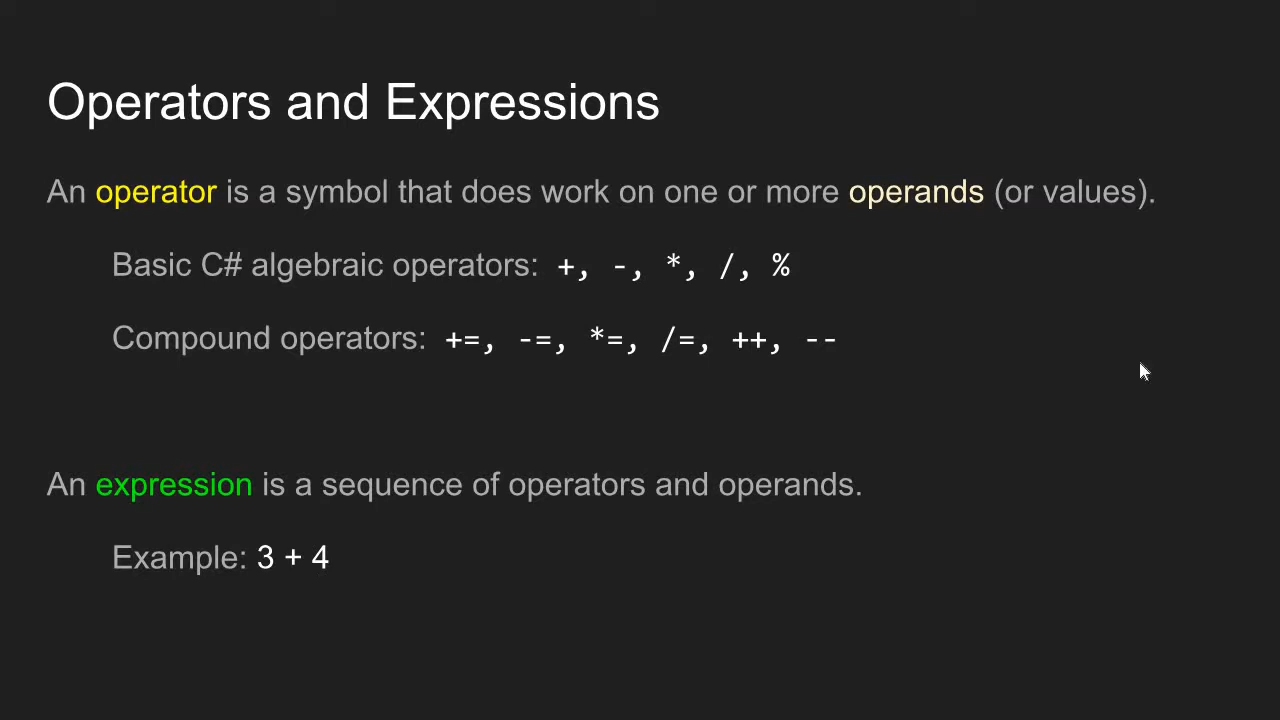 Operators and Expressions
An operator is a symbol that does work on one or more operands (or values).
Basic C# algebraic operators: +, -, *, /, %
Compound operators: +=, -=, *=, /=, ++, --
An expression is a sequence of operators and operands.
Example: 3 + 4